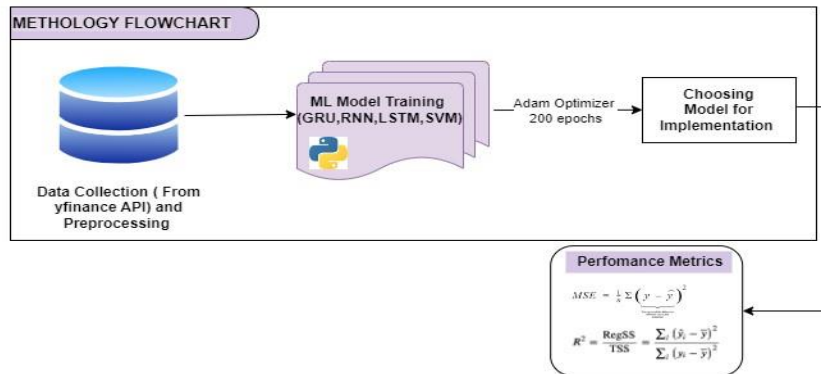 METHOLOGY FLOWCHART
ML Model Training
(GRU,RNN,LSTM,SVM)
Adam Optimizer
200 epochs
Choosing
Model for
Implementation
Data Collection ( From
yfinance API) and
Preprocessing
Perfomance Metrics
MSE = 1/n Σ (y − ŷ)²
R² = RegSS/TSS = Σᵢ (ŷᵢ − ȳ)² / Σᵢ (yᵢ − ȳ)²